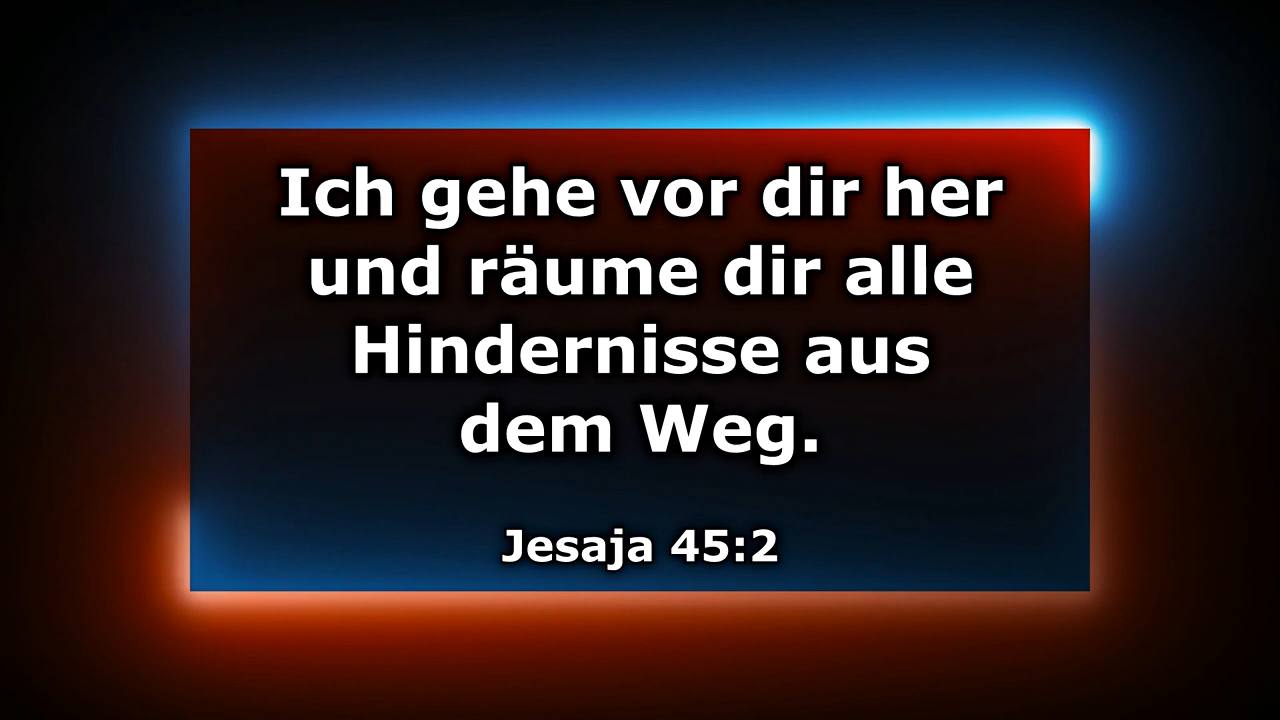 Ich gehe vor dir her
und räume dir alle
Hindernisse aus
dem Weg.
Jesaja 45:2